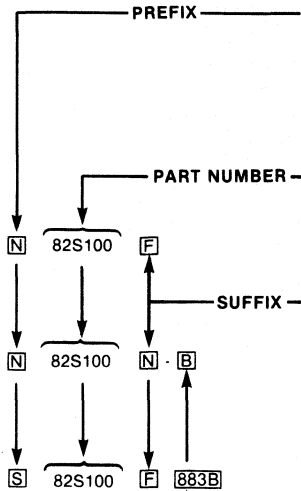 PREFIX
PART NUMBER
N 82S100 F
SUFFIX
N 82S100 N - B
S 82S100 F 883B